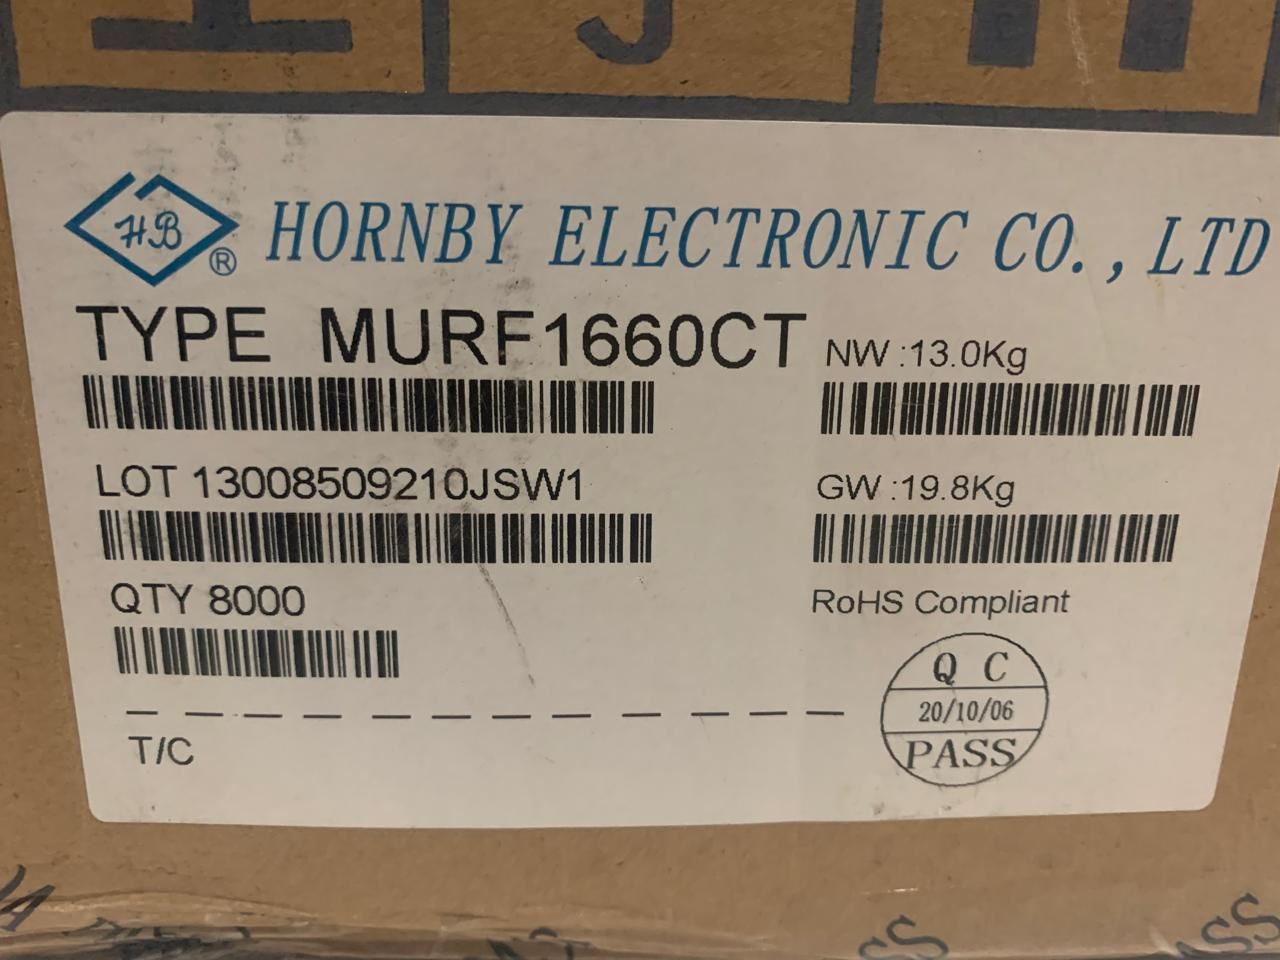 HB ®
HORNBY ELECTRONIC CO.,LTD
TYPE MURF1660CT
NW :13.0Kg
LOT 13008509210JSW1
GW :19.8Kg
QTY 8000
RoHS Compliant
Q C
20/10/06
PASS
T/C